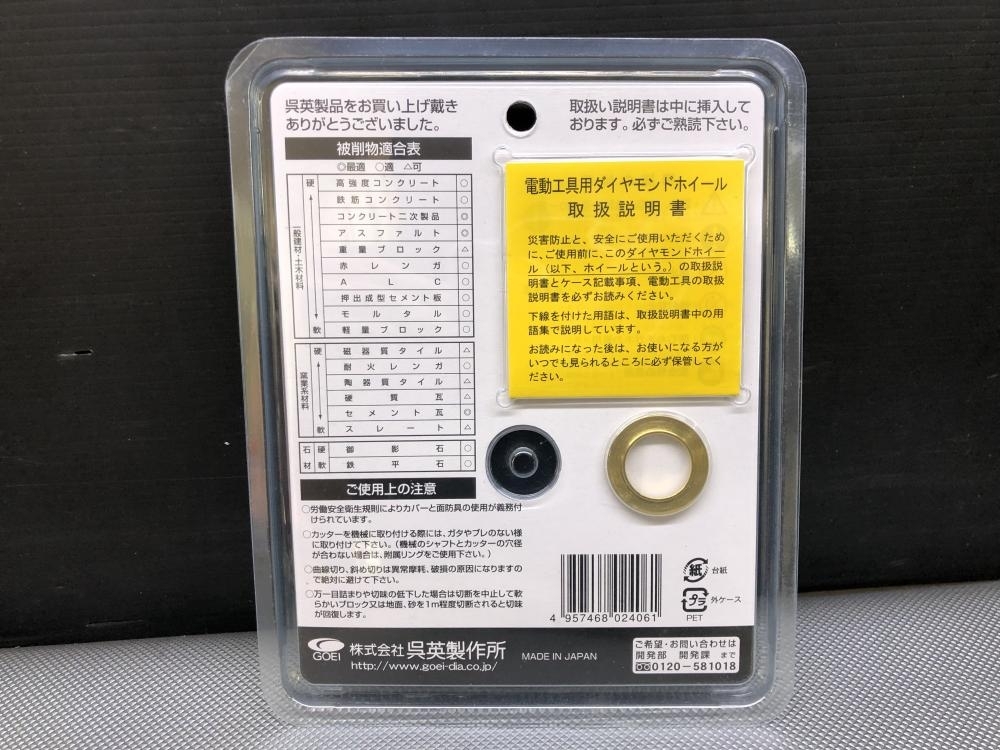 呉英製品をお買い上げ戴き
ありがとうございました。
取扱い説明書は中に挿入して
おります。必ずご熟読下さい。
被削物適合表
◎最適 ○適 △可
一般建材・土木材料
硬 高強度コンクリート ○
鉄筋コンクリート ○
コンクリート二次製品 ◎
アスファルト ◎
重量ブロック △
赤レンガ ○
ALC ○
押出成型セメント板 ○
モルタル ○
軟 軽量ブロック ○
窯業系材料
硬 磁器質タイル △
耐火レンガ ○
陶器質タイル △
硬質瓦 △
セメント瓦 ◎
軟 スレート △
石材
硬 御影石 ○
軟 鉄平石 ○
電動工具用ダイヤモンドホイール
取扱説明書
災害防止と、安全にご使用いただくため
に、ご使用前に、このダイヤモンドホイー
ル（以下、ホイールという。）の取扱説
明書とケース記載事項、電動工具の取扱
説明書を必ずお読みください。
下線を付けた用語は、取扱説明書中の用
語集で説明しています。
お読みになった後は、お使いになる方が
いつでも見られるところに必ず保管してく
ださい。
ご使用上の注意
○労働安全衛生規則によりカバーと面防具の使用が義務付
けられています。
○カッターを機械に取り付ける際には、ガタやブレのない様
に取り付けて下さい。（機械のシャフトとカッターの穴径
が合わない場合は、附属リングをご使用下さい。）
○曲線切り、斜め切りは異常摩耗、破損の原因になりますの
で絶対に避けて下さい。
○万一目詰まりや切味の低下した場合は切断を中止して軟
らかいブロック又は地面、砂を1m程度切断されると切味
が回復します。
4 957468 024061
紙 台紙
プラ 外ケース
PET
GOEI 株式会社 呉英製作所
http://www.goei-dia.co.jp/
MADE IN JAPAN
ご希望・お問い合わせは
開発部 開発課 まで
0120-581018